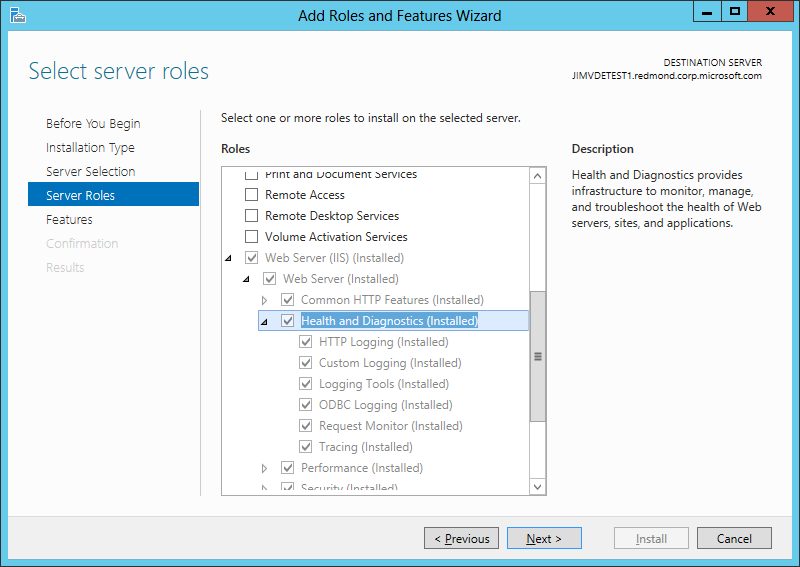 Add Roles and Features Wizard
Select server roles
DESTINATION SERVER
JIMVDETEST1.redmond.corp.microsoft.com
Before You Begin
Installation Type
Server Selection
Server Roles
Features
Confirmation
Results
Select one or more roles to install on the selected server.
Roles
Print and Document Services
Remote Access
Remote Desktop Services
Volume Activation Services
Web Server (IIS) (Installed)
Web Server (Installed)
Common HTTP Features (Installed)
Health and Diagnostics (Installed)
HTTP Logging (Installed)
Custom Logging (Installed)
Logging Tools (Installed)
ODBC Logging (Installed)
Request Monitor (Installed)
Tracing (Installed)
Performance (Installed)
Security (Installed)
Description
Health and Diagnostics provides
infrastructure to monitor, manage,
and troubleshoot the health of Web
servers, sites, and applications.
< Previous
Next >
Install
Cancel